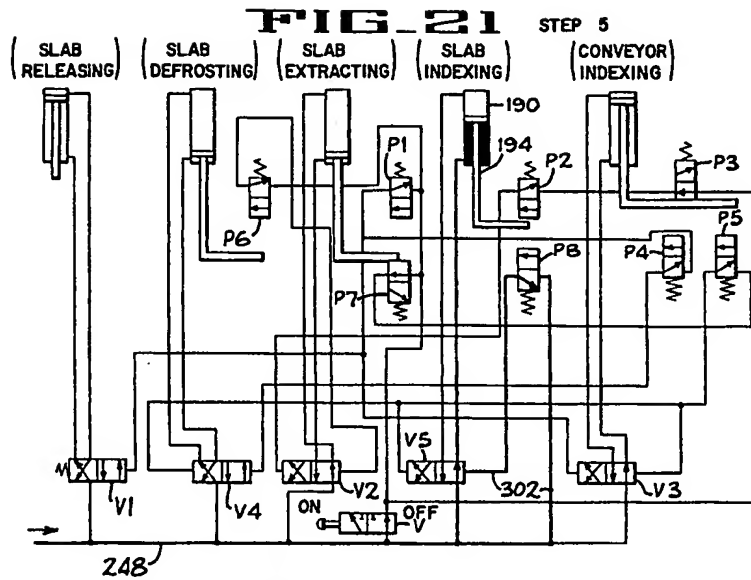 FIG_21 STEP 5
(SLAB RELEASING)
(SLAB DEFROSTING)
(SLAB EXTRACTING)
(SLAB INDEXING)
(CONVEYOR INDEXING)
190
194
P1
P2
P3
P6
P5
P4
P8
P7
V5
V1
V4
V2
302
V3
ON
OFF
V
248